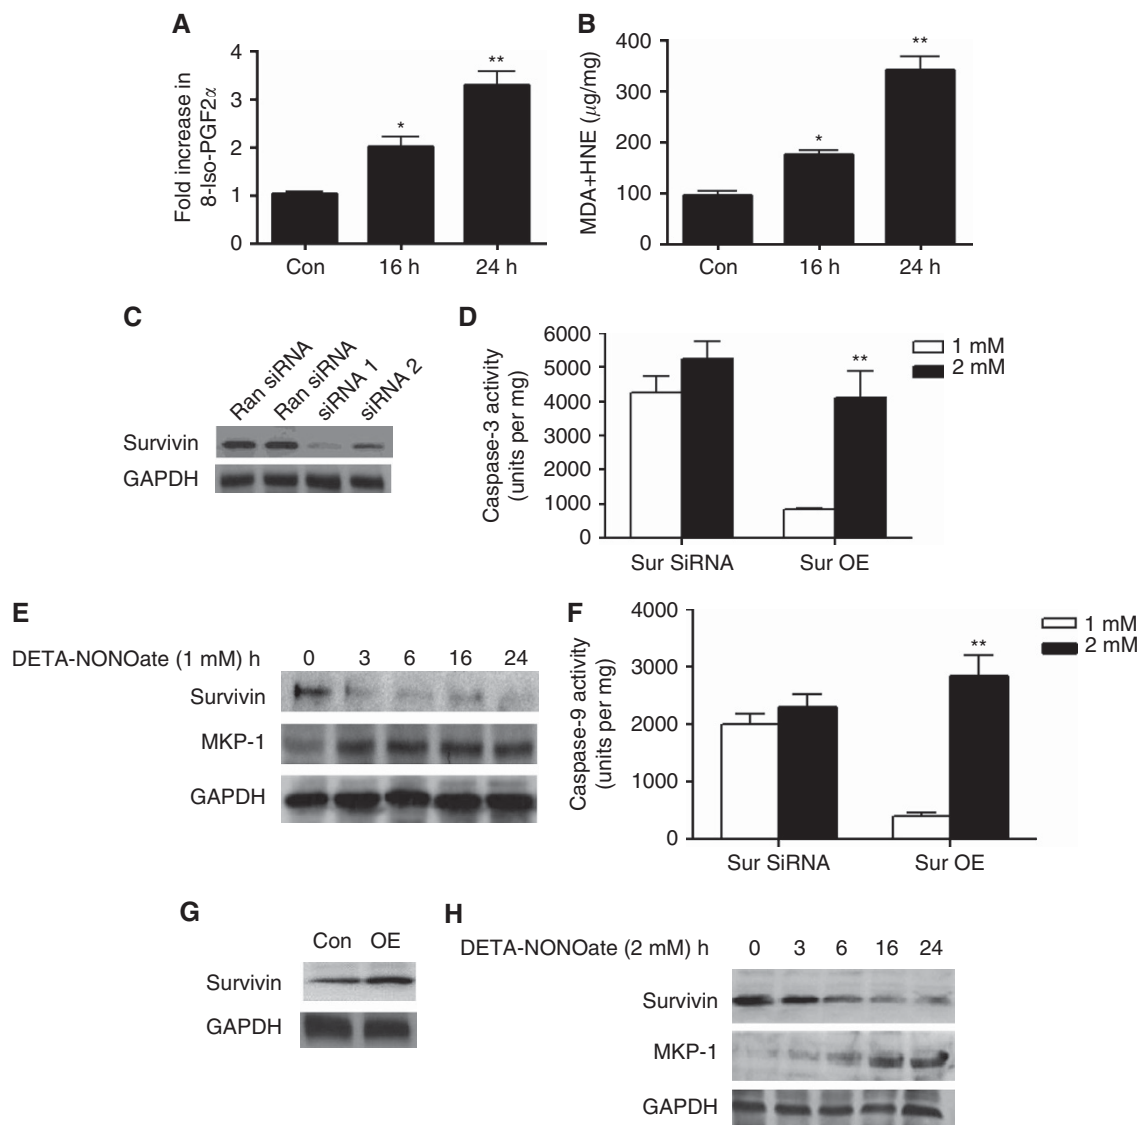 A
Fold increase in
8-Iso-PGF2α
4
3
2
1
0
*
**
Con 16 h 24 h
B
MDA+HNE (μg/mg)
400
300
200
100
0
*
**
Con 16 h 24 h
C
Ran siRNA
Ran siRNA
siRNA 1
siRNA 2
Survivin
GAPDH
D
Caspase-3 activity
(units per mg)
6000
5000
4000
3000
2000
1000
0
**
1 mM
2 mM
Sur SiRNA Sur OE
E
DETA-NONOate (1 mM) h 0 3 6 16 24
Survivin
MKP-1
GAPDH
F
Caspase-9 activity
(units per mg)
4000
3000
2000
1000
0
**
1 mM
2 mM
Sur SiRNA Sur OE
G
Con OE
Survivin
GAPDH
H
DETA-NONOate (2 mM) h 0 3 6 16 24
Survivin
MKP-1
GAPDH